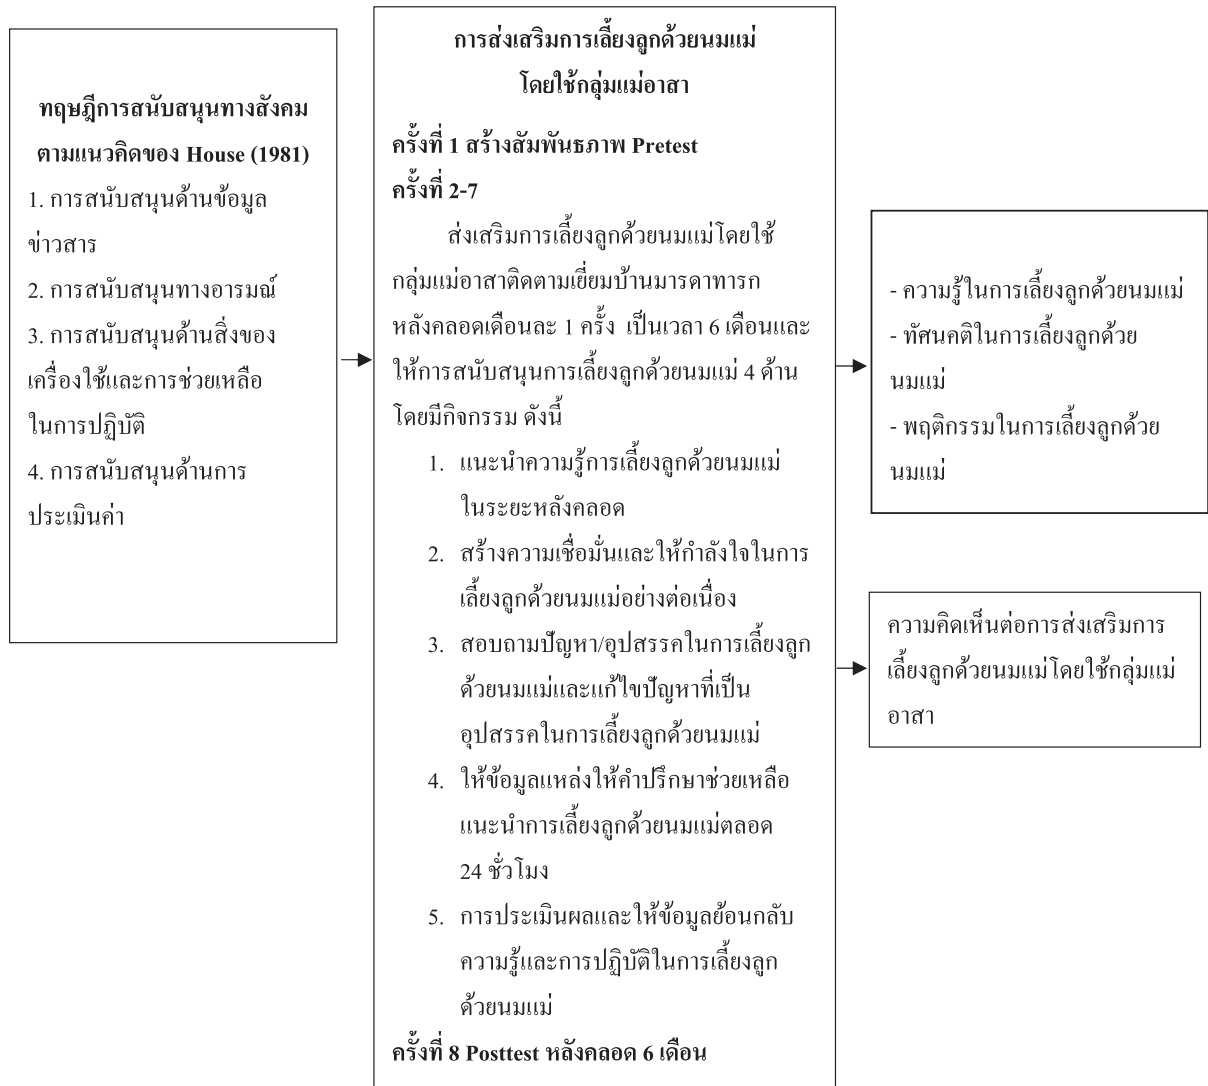 ทฤษฎีการสนับสนุนทางสังคม
ตามแนวคิดของ House (1981)
1. การสนับสนุนด้านข้อมูล
ข่าวสาร
2. การสนับสนุนทางอารมณ์
3. การสนับสนุนด้านสิ่งของ
เครื่องใช้และการช่วยเหลือ
ในการปฏิบัติ
4. การสนับสนุนด้านการ
ประเมินค่า
การส่งเสริมการเลี้ยงลูกด้วยนมแม่
โดยใช้กลุ่มแม่อาสา
ครั้งที่ 1 สร้างสัมพันธภาพ Pretest
ครั้งที่ 2-7
ส่งเสริมการเลี้ยงลูกด้วยนมแม่โดยใช้
กลุ่มแม่อาสาติดตามเยี่ยมบ้านมารดาทารก
หลังคลอดเดือนละ 1 ครั้ง เป็นเวลา 6 เดือนและ
ให้การสนับสนุนการเลี้ยงลูกด้วยนมแม่ 4 ด้าน
โดยมีกิจกรรม ดังนี้
1. แนะนำความรู้การเลี้ยงลูกด้วยนมแม่
ในระยะหลังคลอด
2. สร้างความเชื่อมั่นและให้กำลังใจในการ
เลี้ยงลูกด้วยนมแม่อย่างต่อเนื่อง
3. สอบถามปัญหา/อุปสรรคในการเลี้ยงลูก
ด้วยนมแม่และแก้ไขปัญหาที่เป็น
อุปสรรคในการเลี้ยงลูกด้วยนมแม่
4. ให้ข้อมูลแหล่งให้คำปรึกษาช่วยเหลือ
แนะนำการเลี้ยงลูกด้วยนมแม่ตลอด
24 ชั่วโมง
5. การประเมินผลและให้ข้อมูลย้อนกลับ
ความรู้และการปฏิบัติในการเลี้ยงลูก
ด้วยนมแม่
ครั้งที่ 8 Posttest หลังคลอด 6 เดือน
- ความรู้ในการเลี้ยงลูกด้วยนมแม่
- ทัศนคติในการเลี้ยงลูกด้วย
นมแม่
- พฤติกรรมในการเลี้ยงลูกด้วย
นมแม่
ความคิดเห็นต่อการส่งเสริมการ
เลี้ยงลูกด้วยนมแม่โดยใช้กลุ่มแม่
อาสา